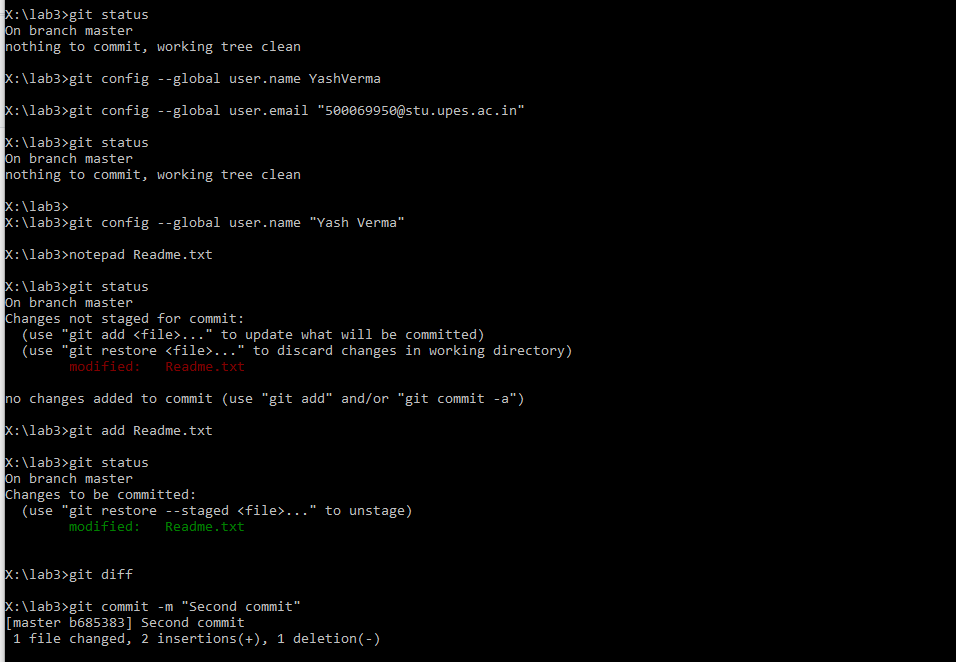 X:\lab3>git status
On branch master
nothing to commit, working tree clean
X:\lab3>git config --global user.name YashVerma
X:\lab3>git config --global user.email "500069950@stu.upes.ac.in"
X:\lab3>git status
On branch master
nothing to commit, working tree clean
X:\lab3>
X:\lab3>git config --global user.name "Yash Verma"
X:\lab3>notepad Readme.txt
X:\lab3>git status
On branch master
Changes not staged for commit:
  (use "git add <file>..." to update what will be committed)
  (use "git restore <file>..." to discard changes in working directory)
        modified:   Readme.txt
no changes added to commit (use "git add" and/or "git commit -a")
X:\lab3>git add Readme.txt
X:\lab3>git status
On branch master
Changes to be committed:
  (use "git restore --staged <file>..." to unstage)
        modified:   Readme.txt
X:\lab3>git diff
X:\lab3>git commit -m "Second commit"
[master b685383] Second commit
 1 file changed, 2 insertions(+), 1 deletion(-)